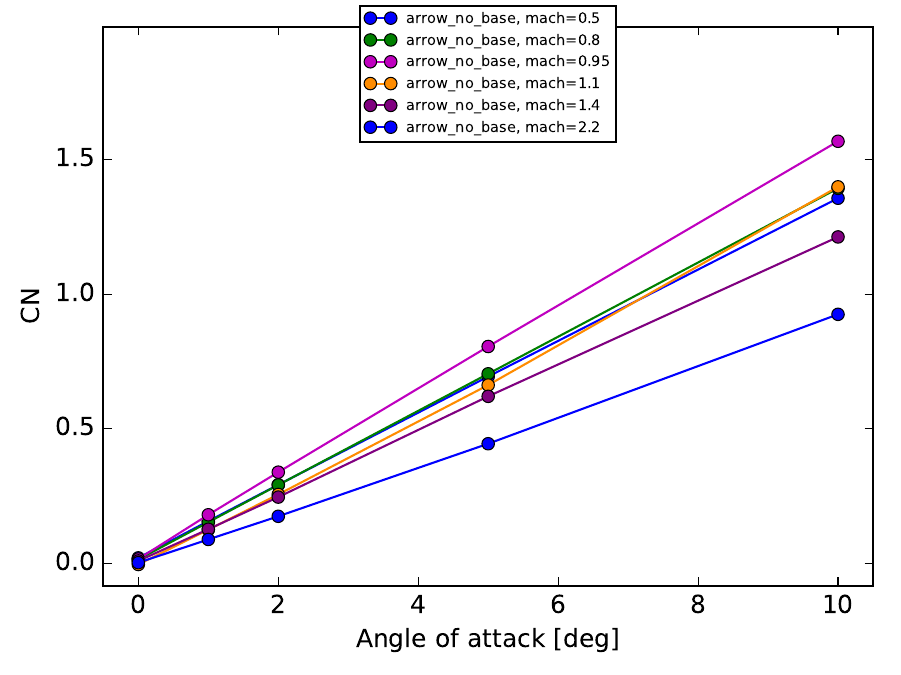 arrow_no_base, mach=0.5
arrow_no_base, mach=0.8
arrow_no_base, mach=0.95
arrow_no_base, mach=1.1
arrow_no_base, mach=1.4
arrow_no_base, mach=2.2
1.5
1.0
0.5
0.0
CN
0 2 4 6 8 10
Angle of attack [deg]